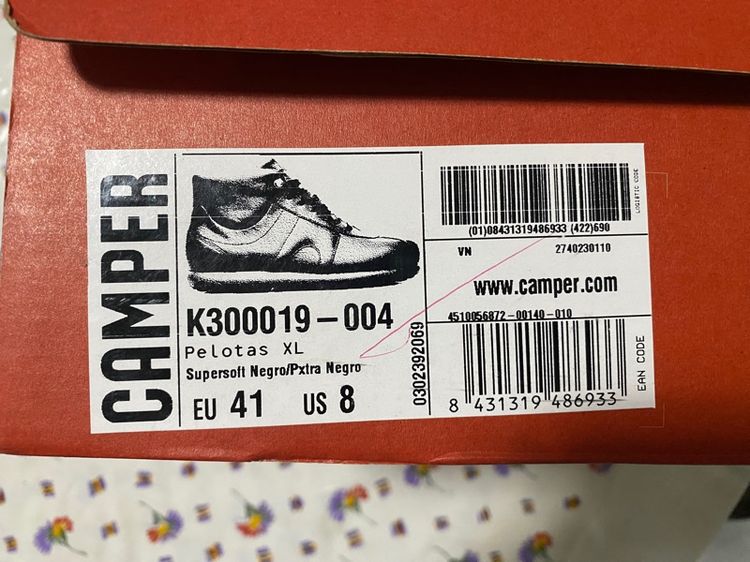 CAMPER
K300019-004
Pelotas XL
Supersoft Negro/Pxtra Negro
EU 41 US 8
0302392069
LOGISTIC CODE
(01)08431319486933 (422)690
VN 2740230110
www.camper.com
4510056872-00140-010
EAN CODE
8 431319 486933